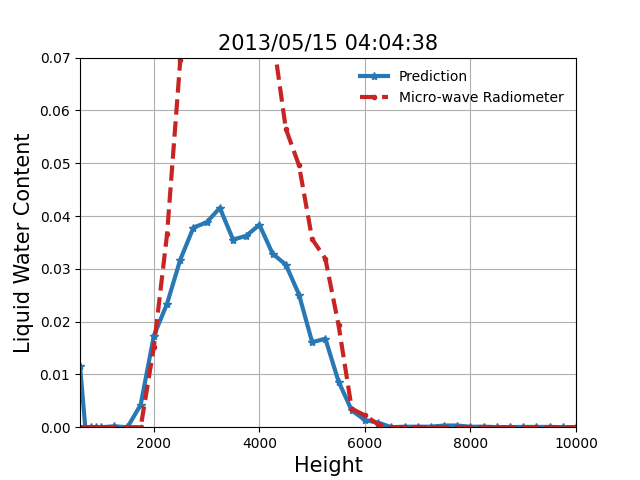 2013/05/15 04:04:38
Prediction
Micro-wave Radiometer
Liquid Water Content
0.07
0.06
0.05
0.04
0.03
0.02
0.01
0.00
2000 4000 6000 8000 10000
Height